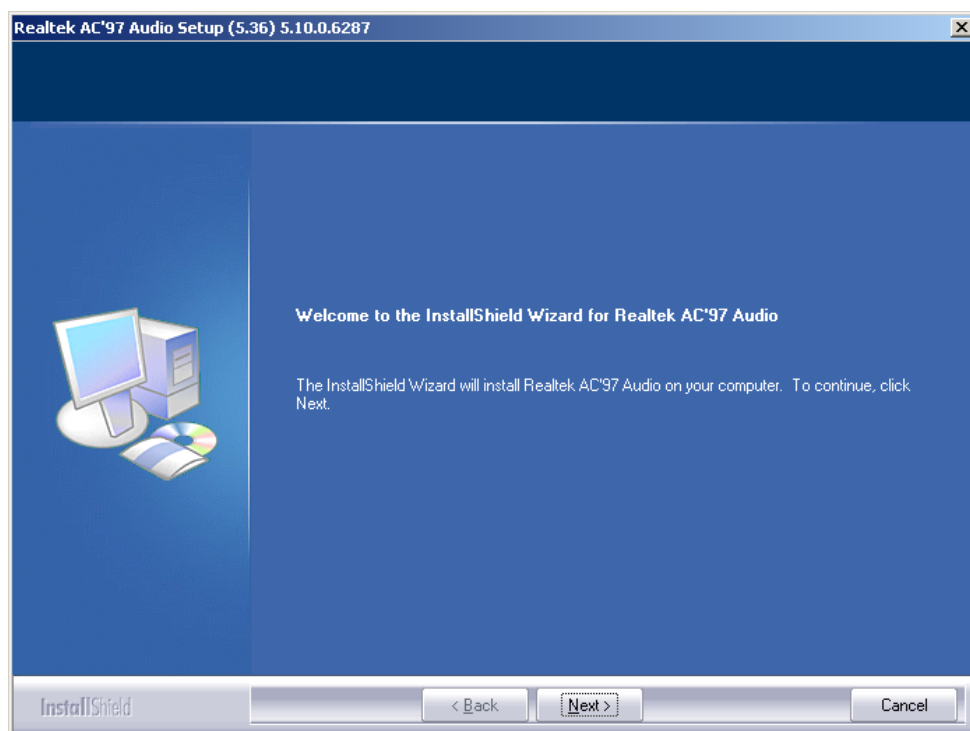 Realtek AC'97 Audio Setup (5.36) 5.10.0.6287
Welcome to the InstallShield Wizard for Realtek AC'97 Audio
The InstallShield Wizard will install Realtek AC'97 Audio on your computer.  To continue, click
Next.
InstallShield
< Back
Next >
Cancel